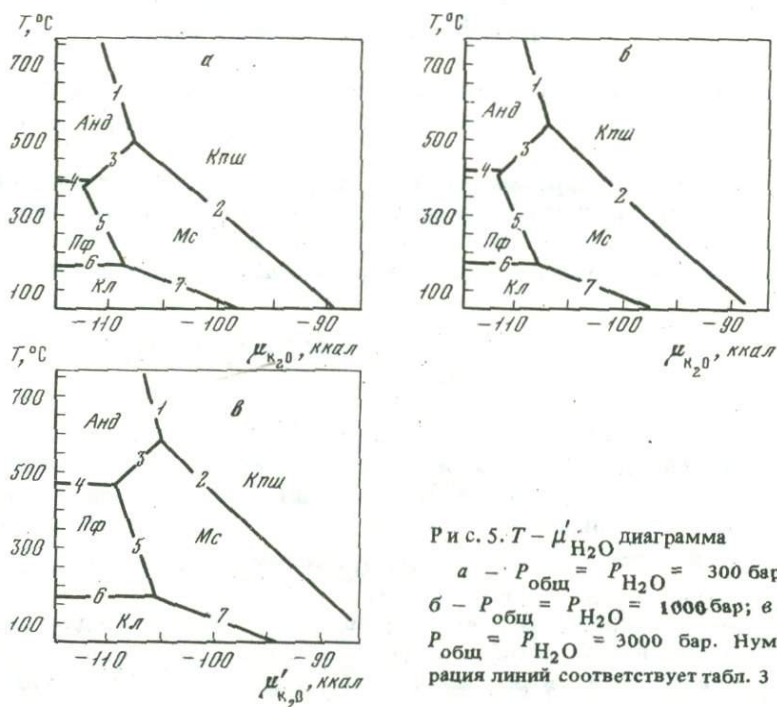 T,°C
700
500
300
100
а
Анд
Кпш
Пф
Мс
Кл
1
2
3
4
5
6
7
−110
−100
−90
μK₂O, ккал
T,°C
700
500
300
100
б
Анд
Кпш
Пф
Мс
Кл
1
2
3
4
5
6
7
−110
−100
−90
μK₂O, ккал
T,°C
700
500
300
100
в
Анд
Кпш
Пф
Мс
Кл
1
2
3
4
5
6
7
−110
−100
−90
μ′K₂O, ккал
Рис. 5. T − μ′H₂O диаграмма
а − Pобщ = PH₂O = 300 бар
б − Pобщ = PH₂O = 1000 бар; в
Pобщ = PH₂O = 3000 бар. Нум
рация линий соответствует табл. 3